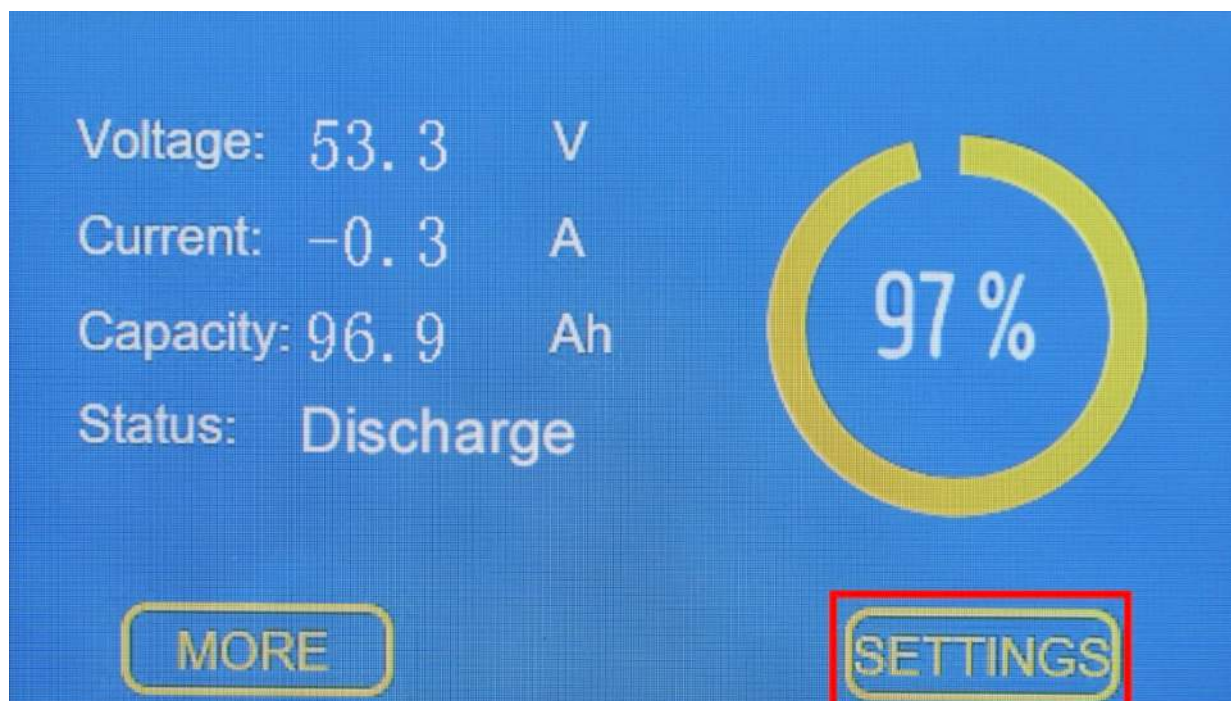 Voltage: 53.3 V
Current: -0.3 A
Capacity: 96.9 Ah
Status: Discharge
97%
MORE
SETTINGS